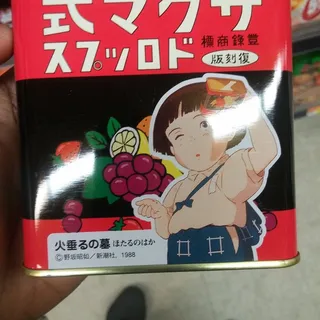 サクマ式
登録商標
ドロップス
復刻版
火垂るの墓 ほたるのはか
©野坂昭如／新潮社, 1988